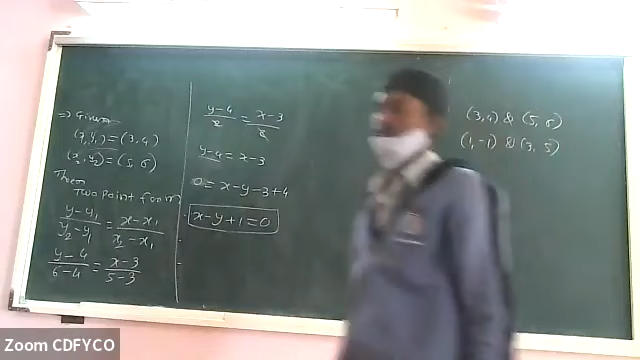 ⇒ Given
(x₁, y₁) = (3, 4)
(x₂, y₂) = (5, 6)
Then
Two Point form
y-y₁/y₂-y₁ = x-x₁/x₂-x₁
y-4/6-4 = x-3/5-3
y-4/2 = x-3/2
y-4 = x-3
0 = x-y-3+4
x-y+1=0
(3,4) & (5, 6)
(1,-1) & (3, 5)
Zoom CDFYCO